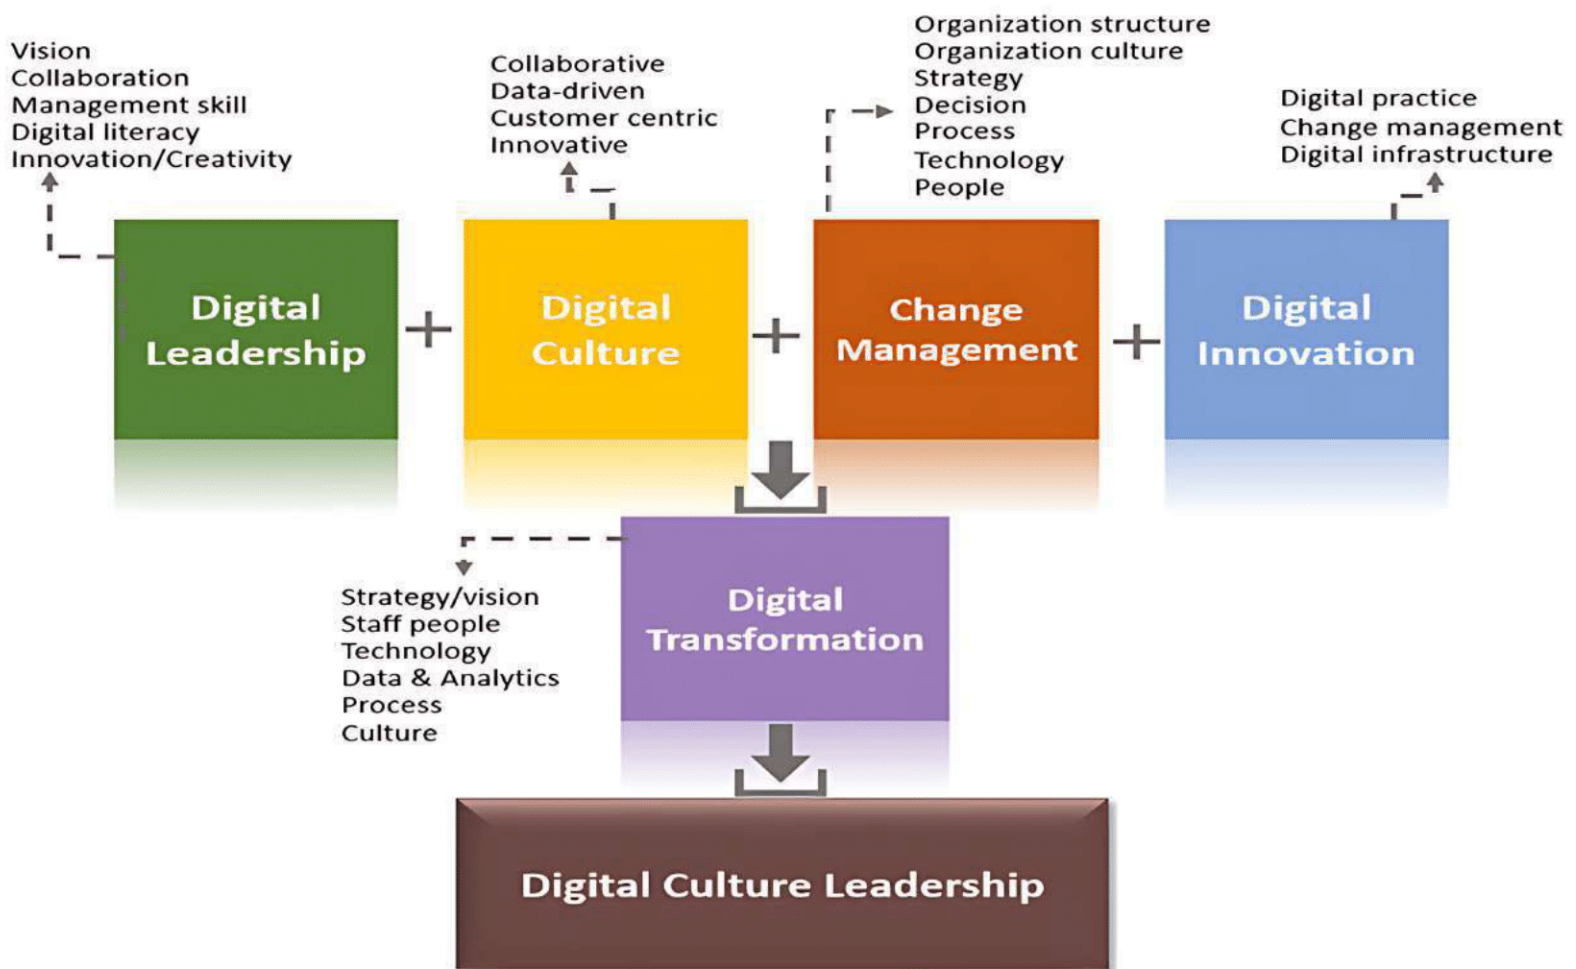 Vision
Collaboration
Management skill
Digital literacy
Innovation/Creativity
Collaborative
Data-driven
Customer centric
Innovative
Organization structure
Organization culture
Strategy
Decision
Process
Technology
People
Digital practice
Change management
Digital infrastructure
Digital
Leadership
+
Digital
Culture
+
Change
Management
+
Digital
Innovation
Strategy/vision
Staff people
Technology
Data & Analytics
Process
Culture
Digital
Transformation
Digital Culture Leadership